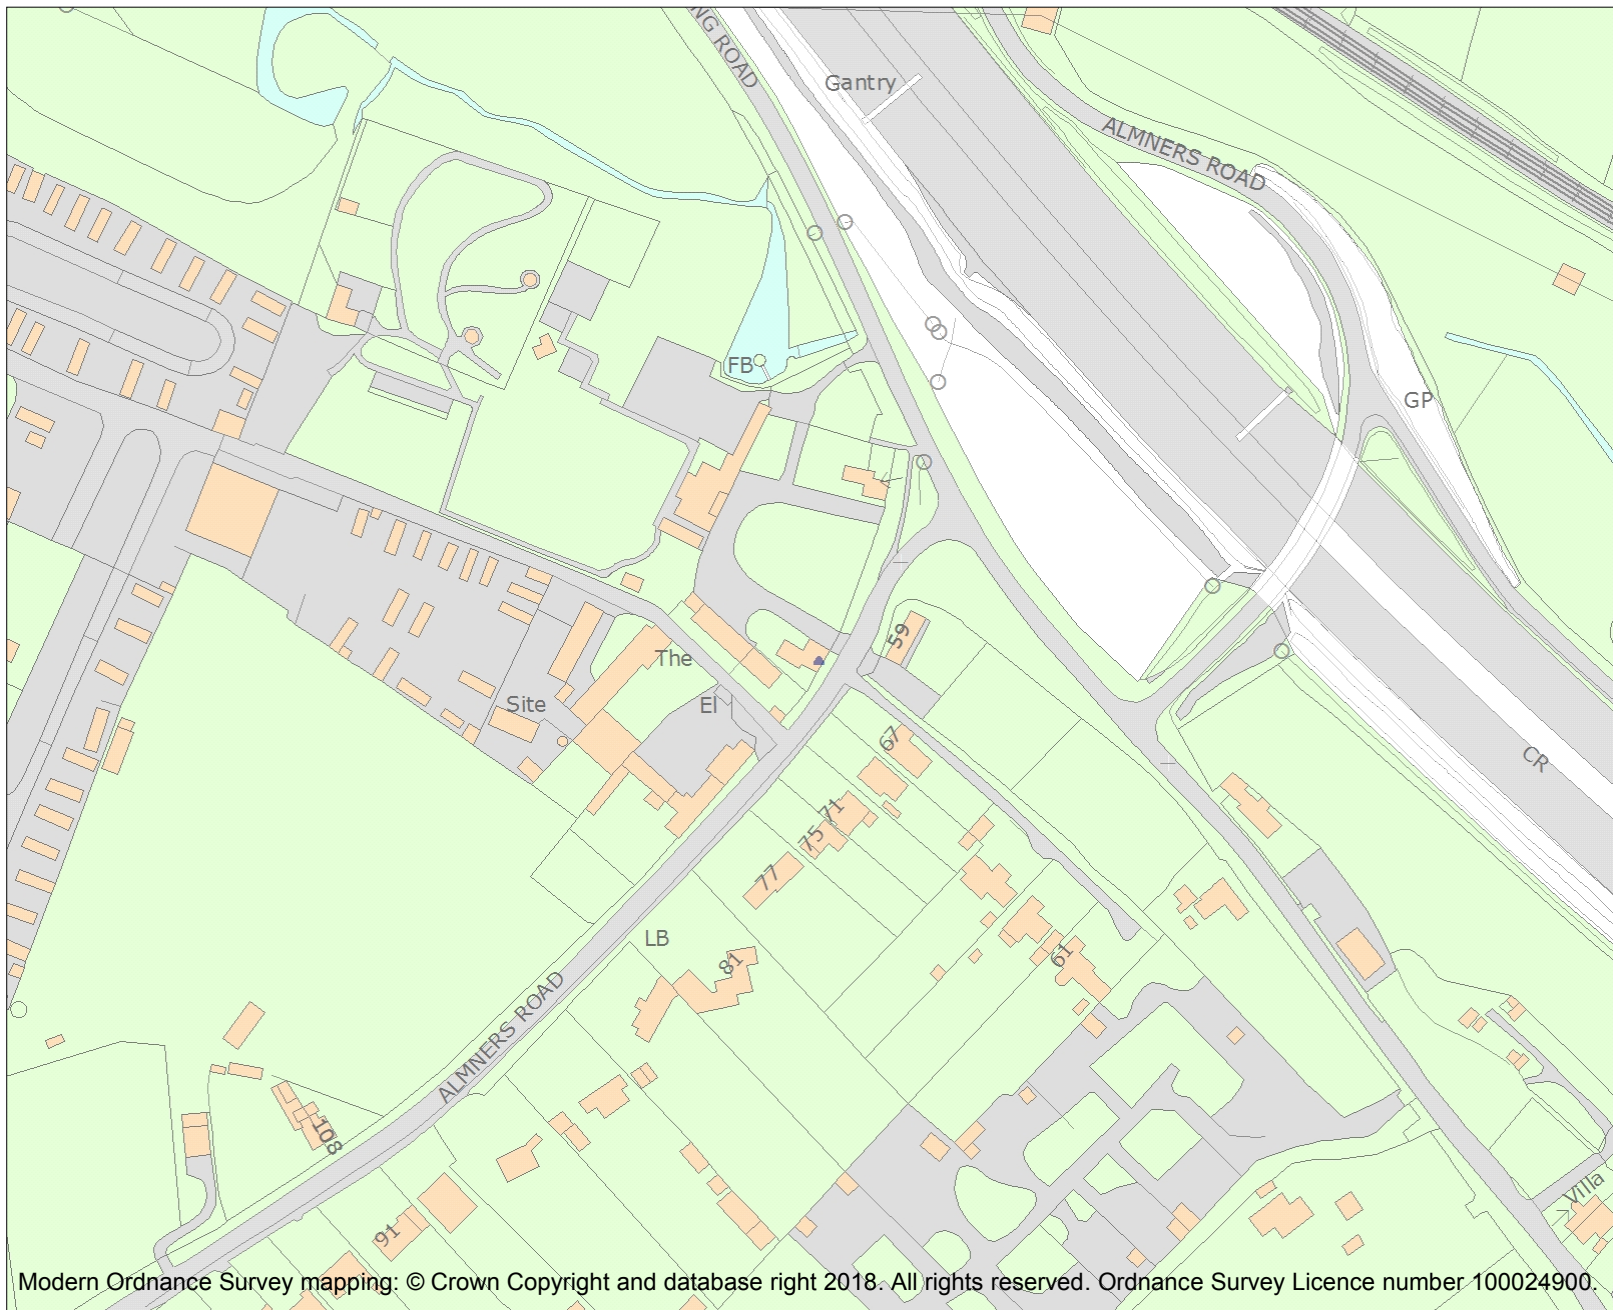 NG ROAD
Gantry
ALMNERS ROAD
FB
GP
59
The
Site
El
67
71
75
77
CR
LB
81
61
ALMNERS ROAD
108
91
Villa
Modern Ordnance Survey mapping: © Crown Copyright and database right 2018. All rights reserved. Ordnance Survey Licence number 100024900.